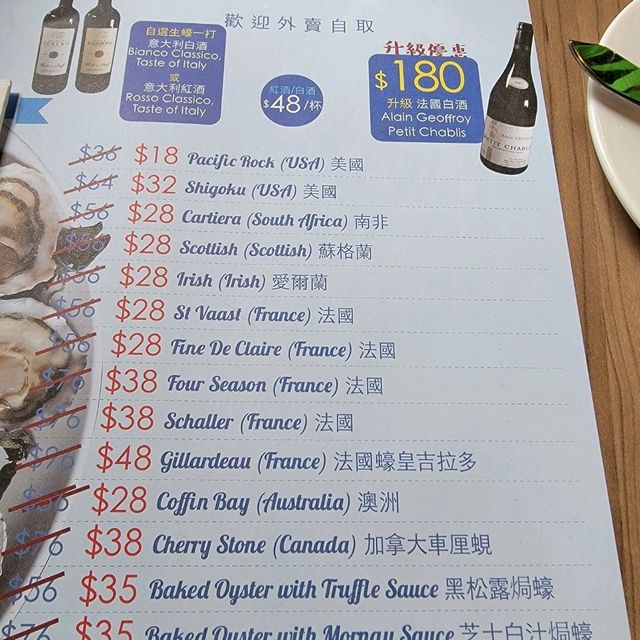 歡迎外賣自取
自選生蠔一打
意大利白酒
Bianco Classico,
Taste of Italy
或
意大利紅酒
Rosso Classico,
Taste of Italy
紅酒/白酒
$48/杯
升級優惠
$180
升級 法國白酒
Alain Geoffroy
Petit Chablis
$36 $18 Pacific Rock (USA) 美國
$64 $32 Shigoku (USA) 美國
$56 $28 Cartiera (South Africa) 南非
$56 $28 Scottish (Scottish) 蘇格蘭
$56 $28 Irish (Irish) 愛爾蘭
$56 $28 St Vaast (France) 法國
$56 $28 Fine De Claire (France) 法國
$76 $38 Four Season (France) 法國
$76 $38 Schaller (France) 法國
$96 $48 Gillardeau (France) 法國蠔皇吉拉多
$56 $28 Coffin Bay (Australia) 澳洲
$76 $38 Cherry Stone (Canada) 加拿大車厘蜆
$56 $35 Baked Oyster with Truffle Sauce 黑松露焗蠔
$76 $35 Baked Oyster with Mornay Sauce 芝士白汁焗蠔